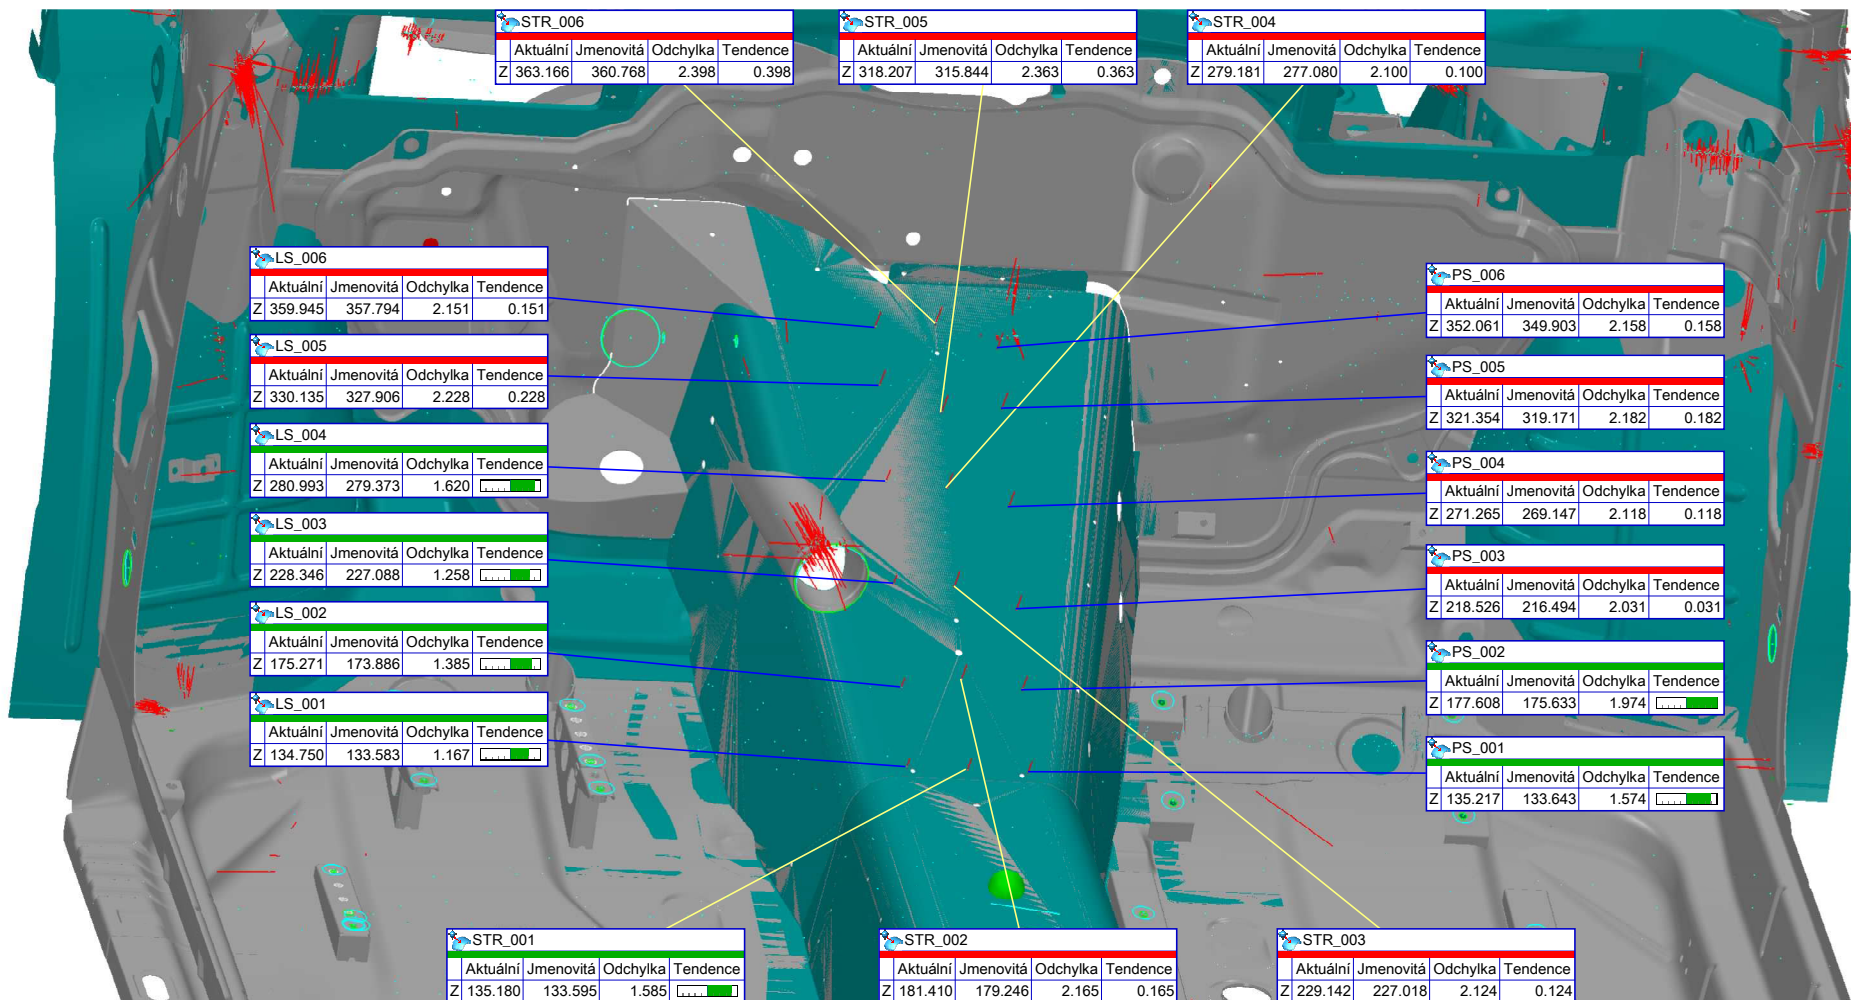 STR_006
Aktuální Jmenovitá Odchylka Tendence
Z 363.166 360.768 2.398 0.398
STR_005
Aktuální Jmenovitá Odchylka Tendence
Z 318.207 315.844 2.363 0.363
STR_004
Aktuální Jmenovitá Odchylka Tendence
Z 279.181 277.080 2.100 0.100
LS_006
Aktuální Jmenovitá Odchylka Tendence
Z 359.945 357.794 2.151 0.151
LS_005
Aktuální Jmenovitá Odchylka Tendence
Z 330.135 327.906 2.228 0.228
LS_004
Aktuální Jmenovitá Odchylka Tendence
Z 280.993 279.373 1.620
LS_003
Aktuální Jmenovitá Odchylka Tendence
Z 228.346 227.088 1.258
LS_002
Aktuální Jmenovitá Odchylka Tendence
Z 175.271 173.886 1.385
LS_001
Aktuální Jmenovitá Odchylka Tendence
Z 134.750 133.583 1.167
PS_006
Aktuální Jmenovitá Odchylka Tendence
Z 352.061 349.903 2.158 0.158
PS_005
Aktuální Jmenovitá Odchylka Tendence
Z 321.354 319.171 2.182 0.182
PS_004
Aktuální Jmenovitá Odchylka Tendence
Z 271.265 269.147 2.118 0.118
PS_003
Aktuální Jmenovitá Odchylka Tendence
Z 218.526 216.494 2.031 0.031
PS_002
Aktuální Jmenovitá Odchylka Tendence
Z 177.608 175.633 1.974
PS_001
Aktuální Jmenovitá Odchylka Tendence
Z 135.217 133.643 1.574
STR_001
Aktuální Jmenovitá Odchylka Tendence
Z 135.180 133.595 1.585
STR_002
Aktuální Jmenovitá Odchylka Tendence
Z 181.410 179.246 2.165 0.165
STR_003
Aktuální Jmenovitá Odchylka Tendence
Z 229.142 227.018 2.124 0.124